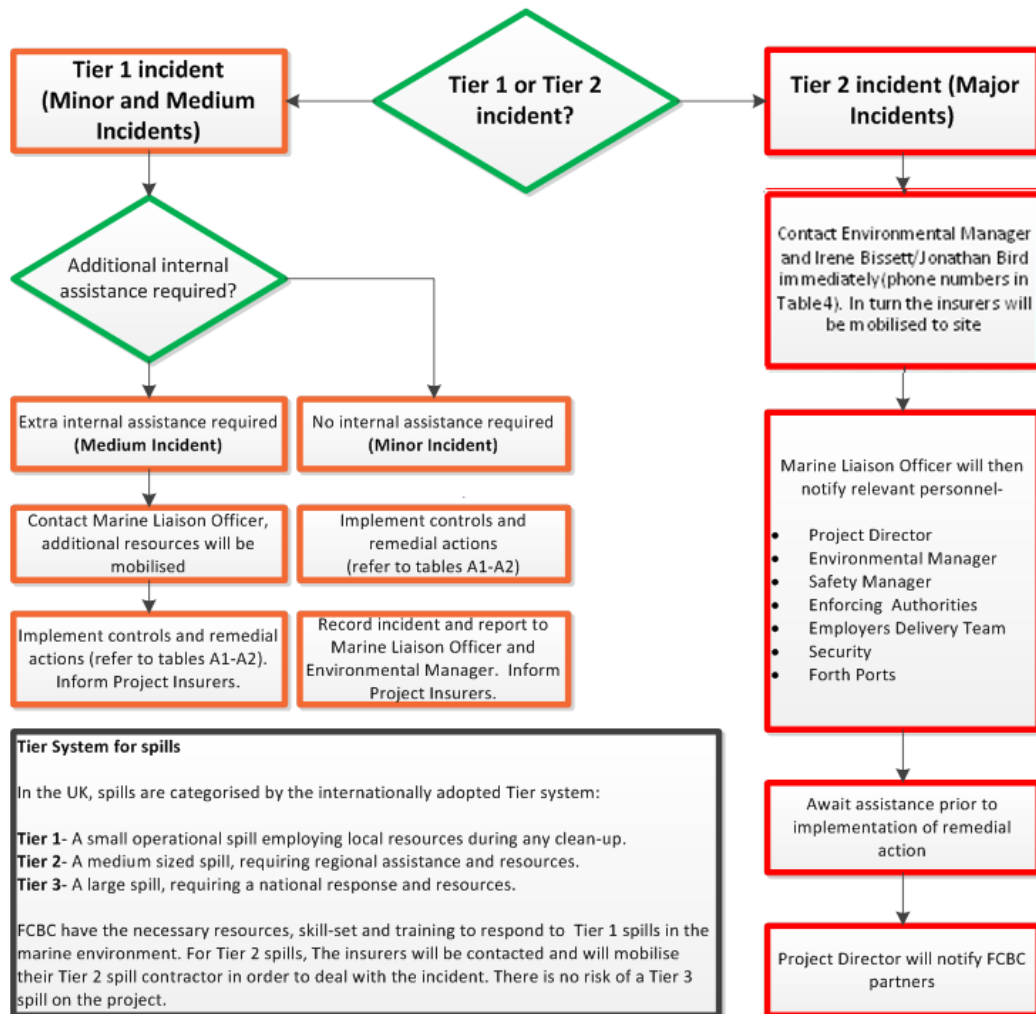 Tier 1 incident
(Minor and Medium
Incidents)
Tier 1 or Tier 2
incident?
Tier 2 incident (Major
Incidents)
Additional internal
assistance required?
Contact Environmental Manager
and Irene Bissett/Jonathan Bird
immediately(phone numbers in
Table4). In turn the insurers will
be mobilised to site
Extra internal assistance required
(Medium Incident)
No internal assistance required
(Minor Incident)
Contact Marine Liaison Officer,
additional resources will be
mobilised
Implement controls and
remedial actions
(refer to tables A1-A2)
Implement controls and remedial
actions (refer to tables A1-A2).
Inform Project Insurers.
Record incident and report to
Marine Liaison Officer and
Environmental Manager.  Inform
Project Insurers.
Marine Liaison Officer will then
notify relevant personnel-
• Project Director
• Environmental Manager
• Safety Manager
• Enforcing  Authorities
• Employers Delivery Team
• Security
• Forth Ports
Await assistance prior to
implementation of remedial
action
Project Director will notify FCBC
partners
Tier System for spills
In the UK, spills are categorised by the internationally adopted Tier system:
Tier 1- A small operational spill employing local resources during any clean-up.
Tier 2- A medium sized spill, requiring regional assistance and resources.
Tier 3- A large spill, requiring a national response and resources.
FCBC have the necessary resources, skill-set and training to respond to  Tier 1 spills in the
marine environment. For Tier 2 spills, The insurers will be contacted and will mobilise
their Tier 2 spill contractor in order to deal with the incident. There is no risk of a Tier 3
spill on the project.